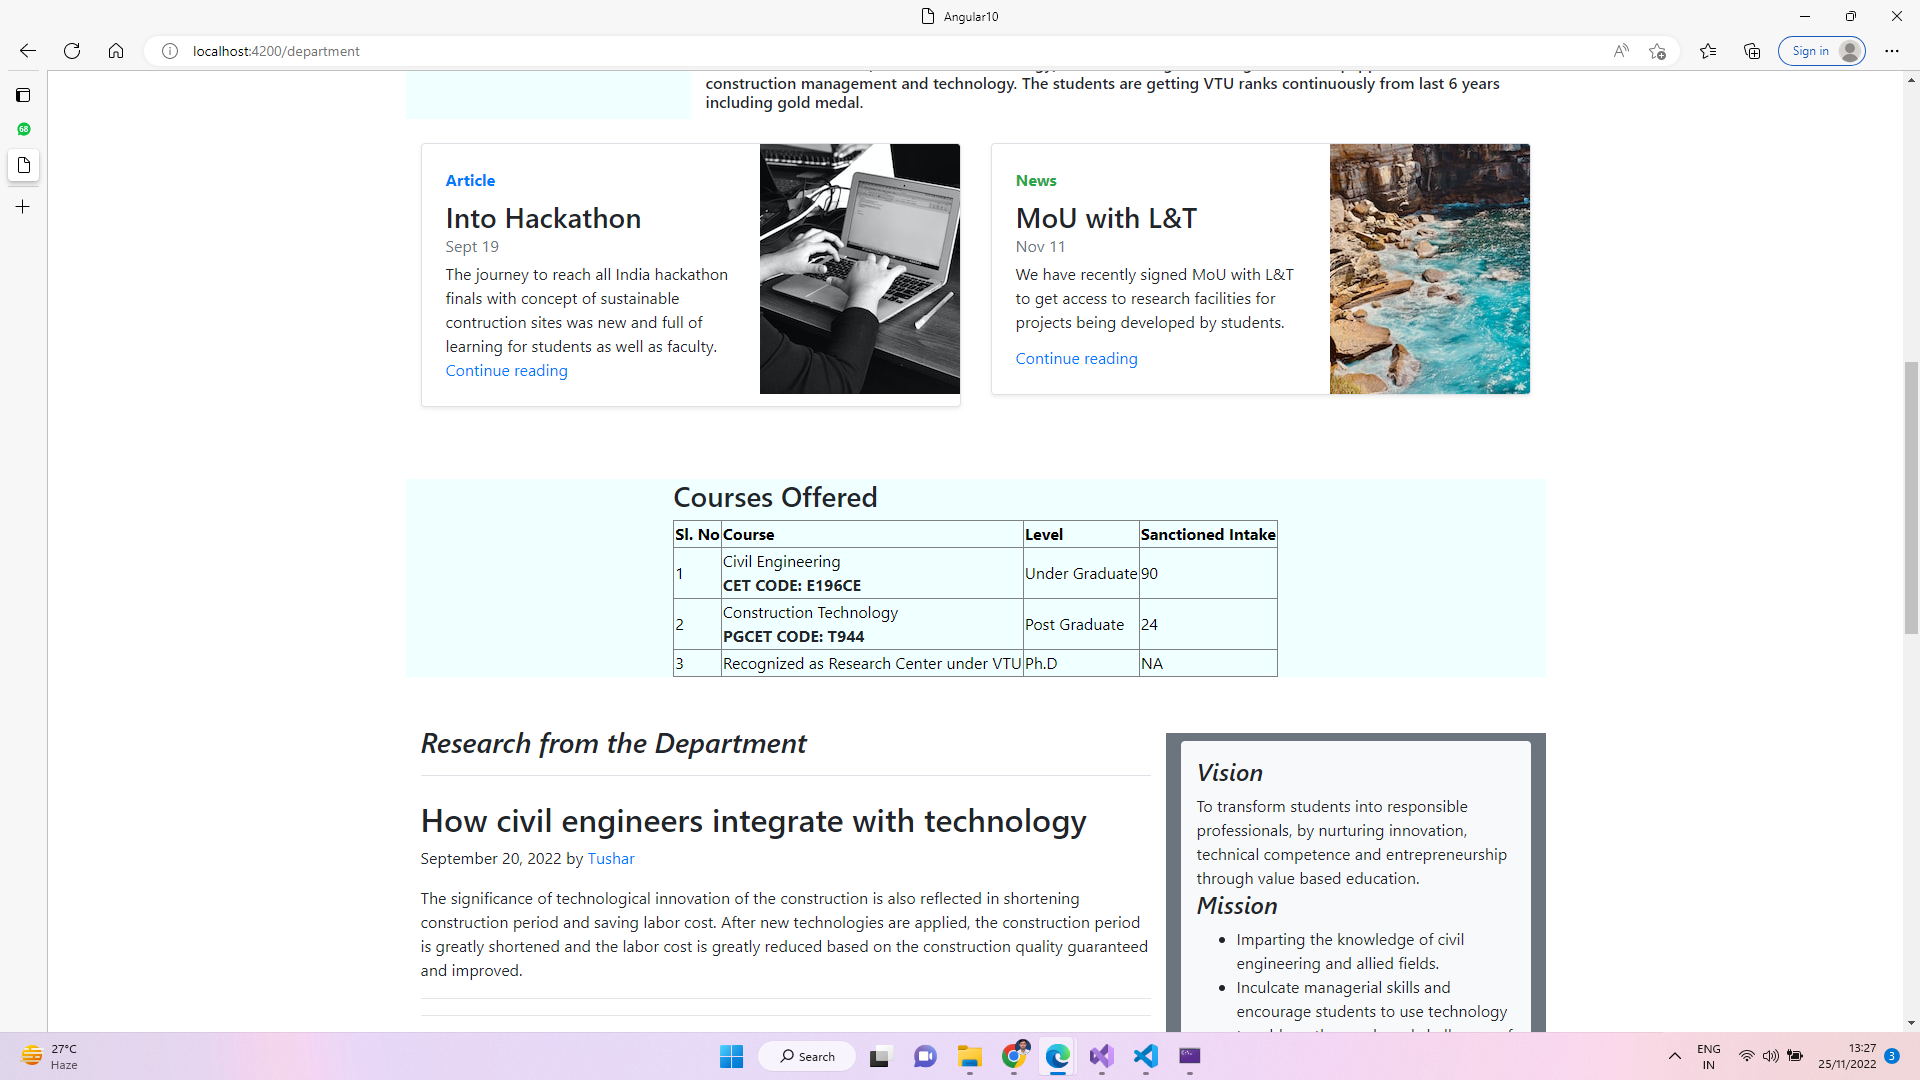 Angular10
localhost:4200/department
Sign in
68
construction management and technology. The students are getting VTU ranks continuously from last 6 years
including gold medal.
Article
Into Hackathon
Sept 19
The journey to reach all India hackathon
finals with concept of sustainable
contruction sites was new and full of
learning for students as well as faculty.
Continue reading
News
MoU with L&T
Nov 11
We have recently signed MoU with L&T
to get access to research facilities for
projects being developed by students.
Continue reading
Courses Offered
Sl. No Course Level Sanctioned Intake
1 Civil Engineering
CET CODE: E196CE Under Graduate 90
2 Construction Technology
PGCET CODE: T944 Post Graduate 24
3 Recognized as Research Center under VTU Ph.D NA
Research from the Department
How civil engineers integrate with technology
September 20, 2022 by Tushar
The significance of technological innovation of the construction is also reflected in shortening
construction period and saving labor cost. After new technologies are applied, the construction period
is greatly shortened and the labor cost is greatly reduced based on the construction quality guaranteed
and improved.
Vision
To transform students into responsible
professionals, by nurturing innovation,
technical competence and entrepreneurship
through value based education.
Mission
• Imparting the knowledge of civil
engineering and allied fields.
• Inculcate managerial skills and
encourage students to use technology
27°C
Haze
Search
ENG
IN
13:27
25/11/2022
3